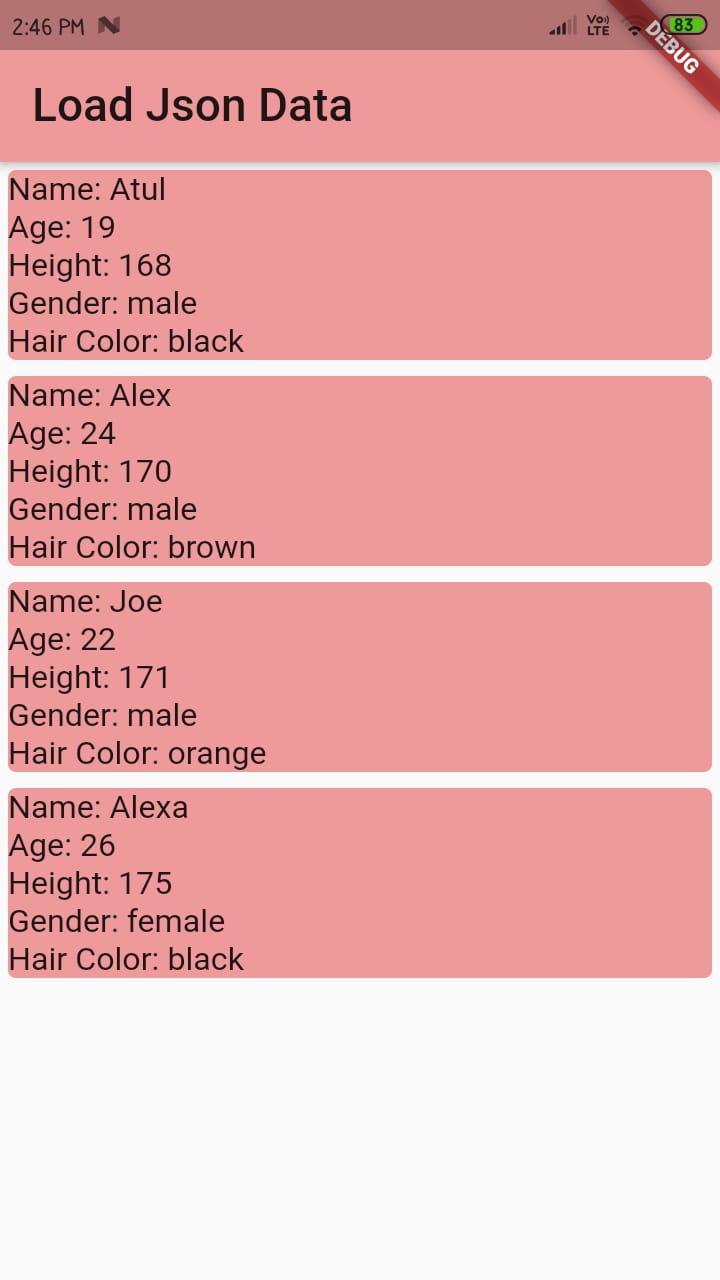 2:46 PM
Vo)) LTE
83
DEBUG
Load Json Data
Name: Atul
Age: 19
Height: 168
Gender: male
Hair Color: black
Name: Alex
Age: 24
Height: 170
Gender: male
Hair Color: brown
Name: Joe
Age: 22
Height: 171
Gender: male
Hair Color: orange
Name: Alexa
Age: 26
Height: 175
Gender: female
Hair Color: black